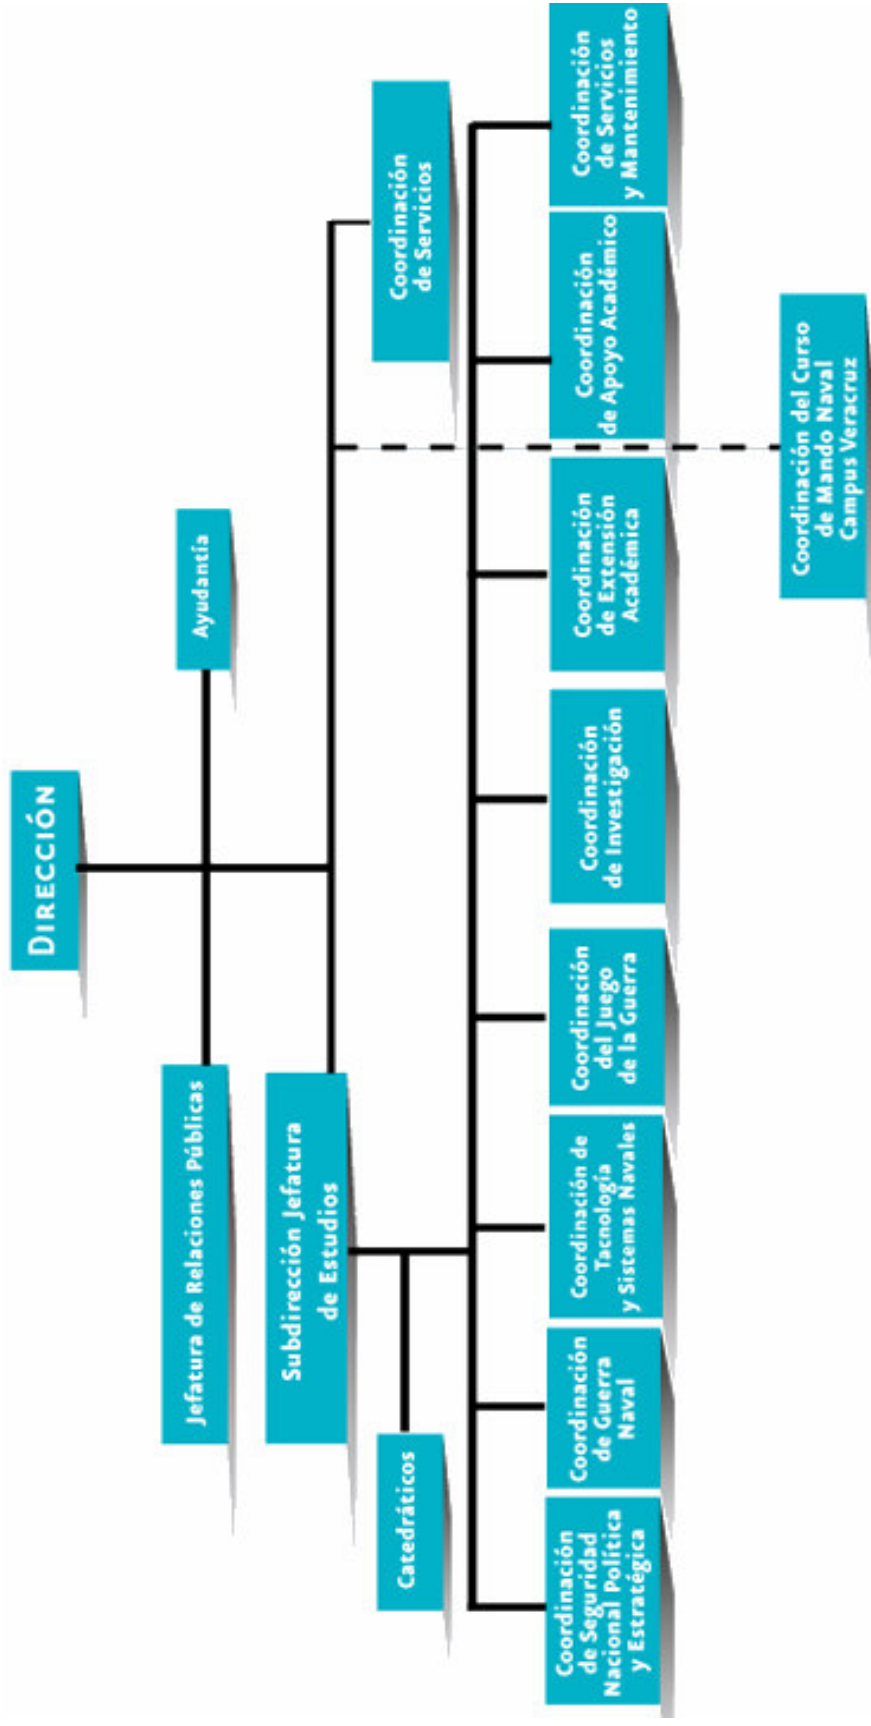 DIRECCIÓN
Jefatura de Relaciones Públicas
Ayudantía
Subdirección Jefatura
de Estudios
Coordinación
de Servicios
Catedráticos
Coordinación
de Seguridad
Nacional Política
y Estratégica
Coordinación
de Guerra
Naval
Coordinación de
Tacnología
y Sistemas Navales
Coordinación
del Juego
de la Guerra
Coordinación
de Investigación
Coordinación
de Extensión
Académica
Coordinación
de Apoyo Académico
Coordinación
de Servicios
y Mantenimiento
Coordinación del Curso
de Mando Naval
Campus Veracruz